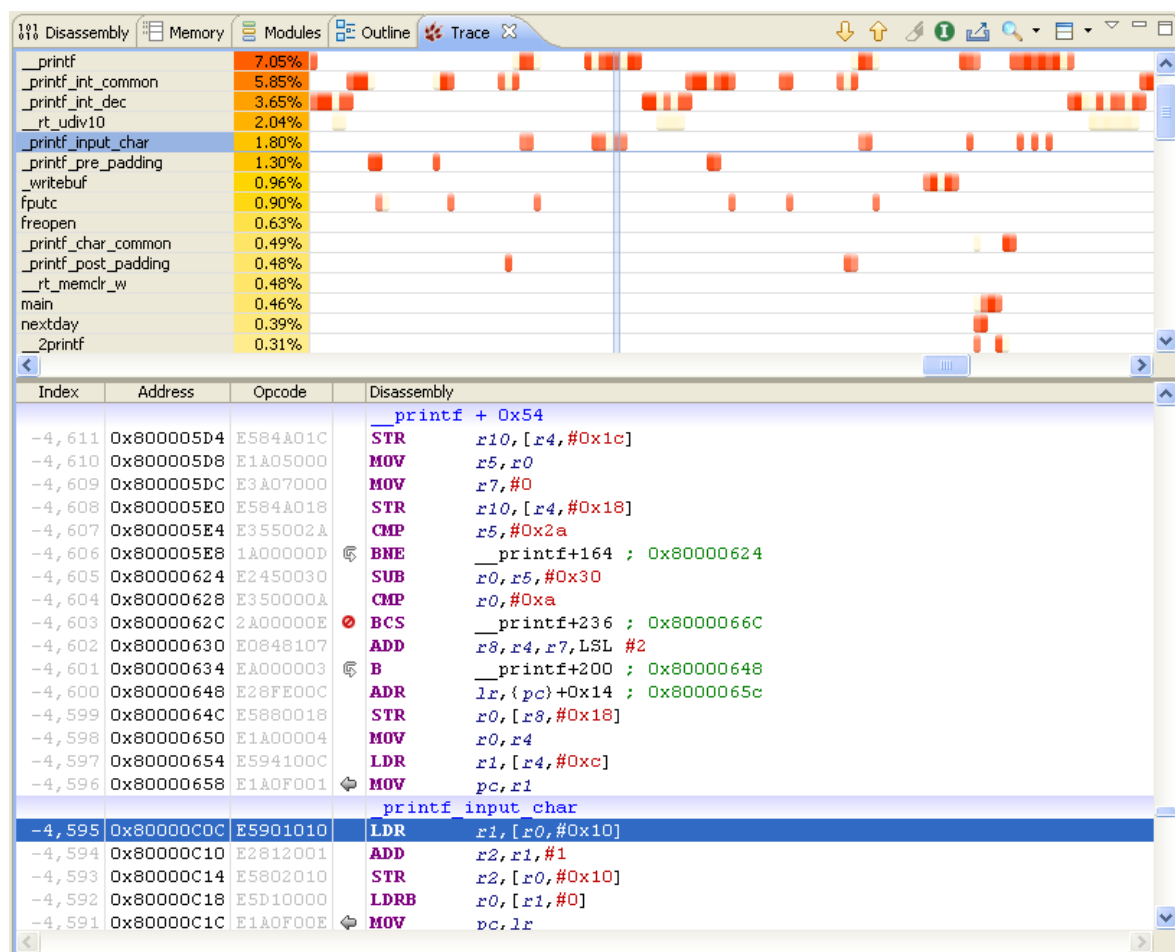 Disassembly Memory Modules Outline Trace
__printf 7.05%
_printf_int_common 5.85%
_printf_int_dec 3.65%
__rt_udiv10 2.04%
_printf_input_char 1.80%
_printf_pre_padding 1.30%
_writebuf 0.96%
fputc 0.90%
freopen 0.63%
_printf_char_common 0.49%
_printf_post_padding 0.48%
__rt_memclr_w 0.48%
main 0.46%
nextday 0.39%
__2printf 0.31%
Index Address Opcode Disassembly
__printf + 0x54
-4,611 0x800005D4 E584A01C STR r10,[r4,#0x1c]
-4,610 0x800005D8 E1A05000 MOV r5,r0
-4,609 0x800005DC E3A07000 MOV r7,#0
-4,608 0x800005E0 E584A018 STR r10,[r4,#0x18]
-4,607 0x800005E4 E355002A CMP r5,#0x2a
-4,606 0x800005E8 1A00000D BNE __printf+164 ; 0x80000624
-4,605 0x80000624 E2450030 SUB r0,r5,#0x30
-4,604 0x80000628 E350000A CMP r0,#0xa
-4,603 0x8000062C 2A00000E BCS __printf+236 ; 0x8000066C
-4,602 0x80000630 E0848107 ADD r8,r4,r7,LSL #2
-4,601 0x80000634 EA000003 B __printf+200 ; 0x80000648
-4,600 0x80000648 E28FE00C ADR lr,{pc}+0x14 ; 0x8000065c
-4,599 0x8000064C E5880018 STR r0,[r8,#0x18]
-4,598 0x80000650 E1A00004 MOV r0,r4
-4,597 0x80000654 E594100C LDR r1,[r4,#0xc]
-4,596 0x80000658 E1A0F001 MOV pc,r1
_printf_input_char
-4,595 0x80000C0C E5901010 LDR r1,[r0,#0x10]
-4,594 0x80000C10 E2812001 ADD r2,r1,#1
-4,593 0x80000C14 E5802010 STR r2,[r0,#0x10]
-4,592 0x80000C18 E5D10000 LDRB r0,[r1,#0]
-4,591 0x80000C1C E1A0F00E MOV pc,lr